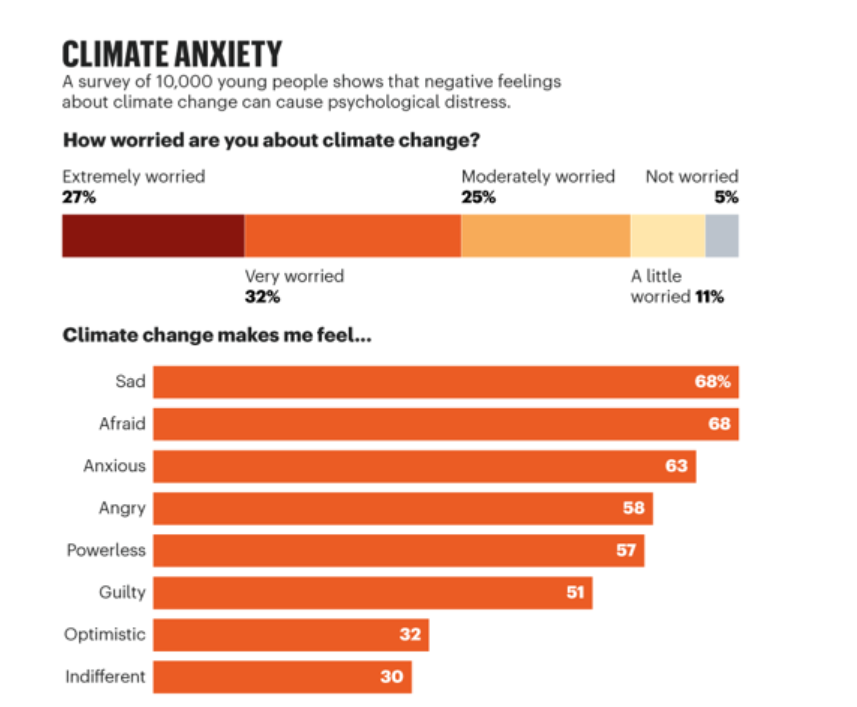 CLIMATE ANXIETY
A survey of 10,000 young people shows that negative feelings
about climate change can cause psychological distress.
How worried are you about climate change?
Extremely worried
27%
Moderately worried
25%
Not worried
5%
Very worried
32%
A little
worried 11%
Climate change makes me feel...
Sad 68%
Afraid 68
Anxious 63
Angry 58
Powerless 57
Guilty 51
Optimistic 32
Indifferent 30